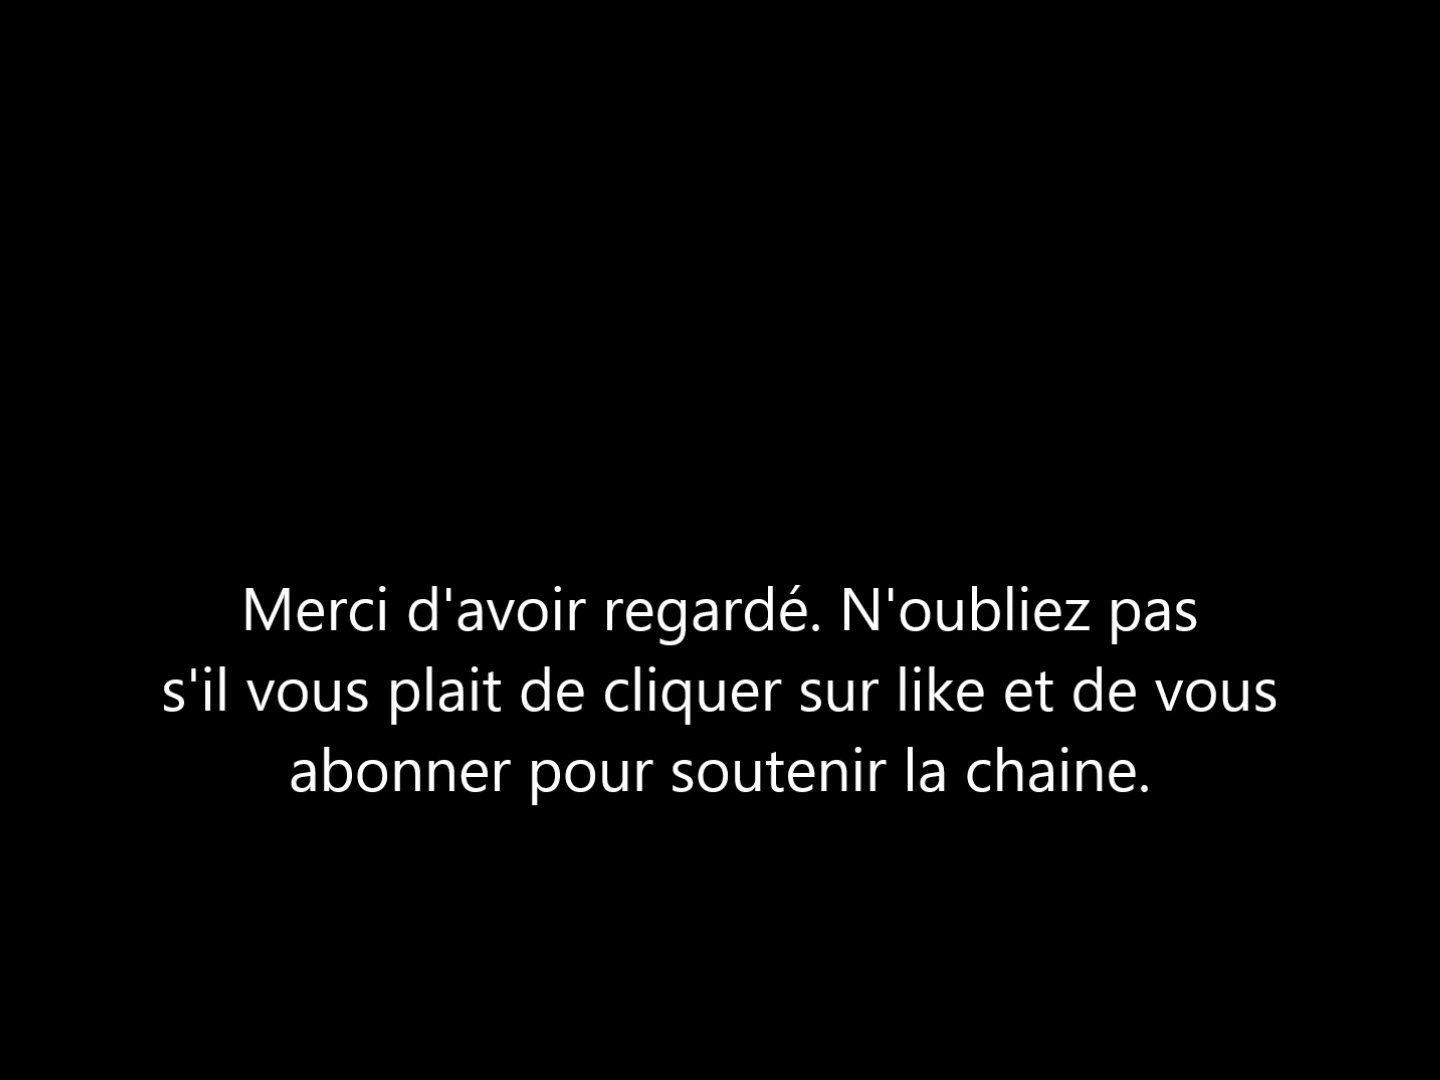 Merci d'avoir regardé. N'oubliez pas
s'il vous plait de cliquer sur like et de vous
abonner pour soutenir la chaine.